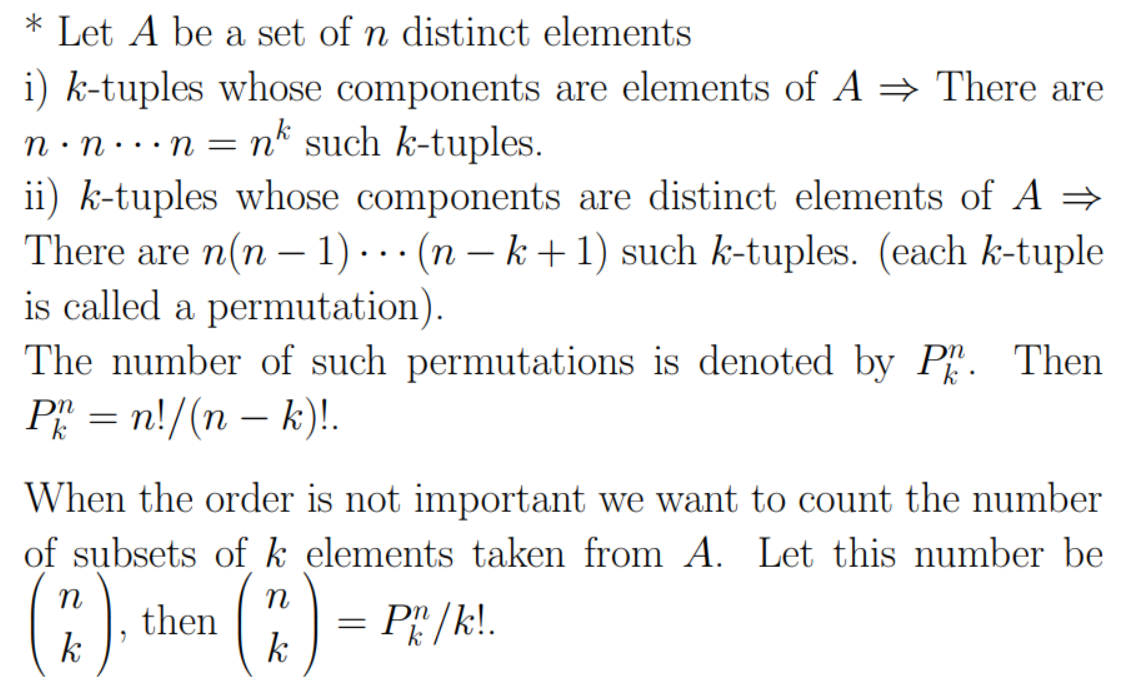 * Let A be a set of n distinct elements
i) k-tuples whose components are elements of A ⇒ There are
n · n · · · n = n^k such k-tuples.
ii) k-tuples whose components are distinct elements of A ⇒
There are n(n − 1) · · · (n − k + 1) such k-tuples. (each k-tuple
is called a permutation).
The number of such permutations is denoted by P_k^n. Then
P_k^n = n!/(n − k)!.
When the order is not important we want to count the number
of subsets of k elements taken from A. Let this number be
(n k), then (n k) = P_k^n/k!.